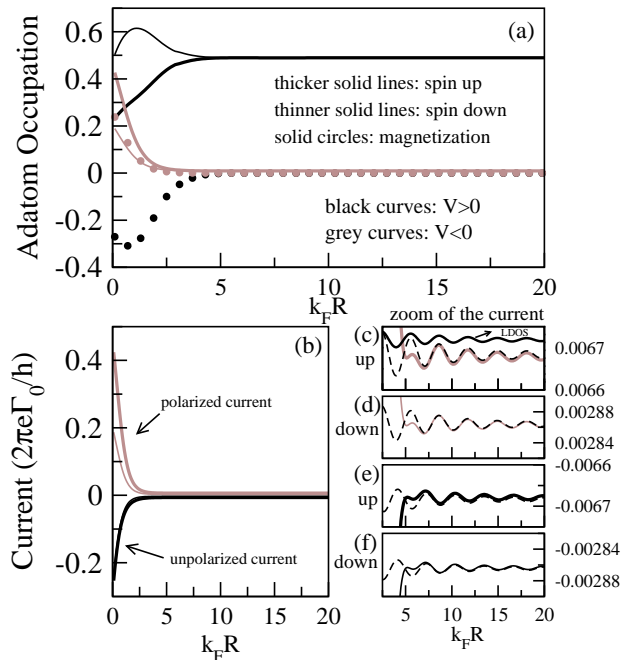 (a)
0.6
0.4
0.2
0
-0.2
-0.4
Adatom Occupation
thicker solid lines: spin up
thinner solid lines: spin down
solid circles: magnetization
black curves: V>0
grey curves: V<0
0 5 10 15 20
k_F R
(b)
0.4
0.2
0
-0.2
Current (2πeΓ_0/h)
polarized current
unpolarized current
0 5 10 15 20
k_F R
zoom of the current
(c)
LDOS
up
0.0067
0.0066
(d)
down
0.00288
0.00284
(e)
up
-0.0066
-0.0067
(f)
down
-0.00284
-0.00288
5 10 15 20
k_F R